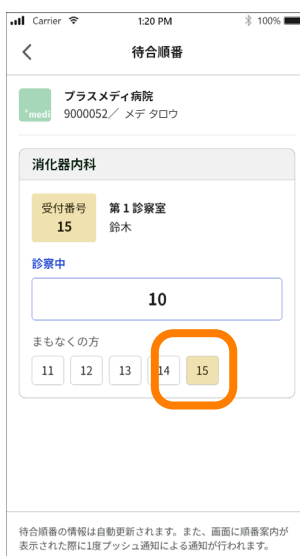 Carrier 1:20 PM 100%
待合順番
プラスメディ病院
+medi 9000052／ メデ タロウ
消化器内科
受付番号 第1診察室
15 鈴木
診察中
10
まもなくの方
11 12 13 14 15
待合順番の情報は自動更新されます。また、画面に順番案内が
表示された際に1度プッシュ通知による通知が行われます。